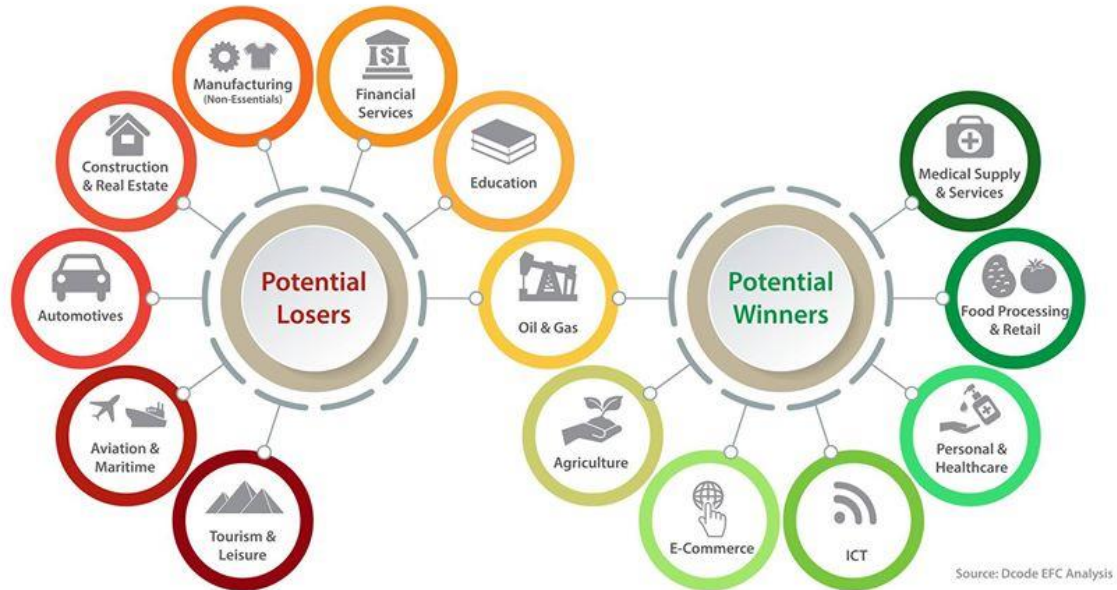 Manufacturing
(Non-Essentials)
Financial
Services
Construction
& Real Estate
Education
Automotives
Potential
Losers
Oil & Gas
Aviation &
Maritime
Tourism &
Leisure
Potential
Winners
Medical Supply
& Services
Food Processing
& Retail
Personal &
Healthcare
ICT
E-Commerce
Agriculture
Source: Dcode EFC Analysis